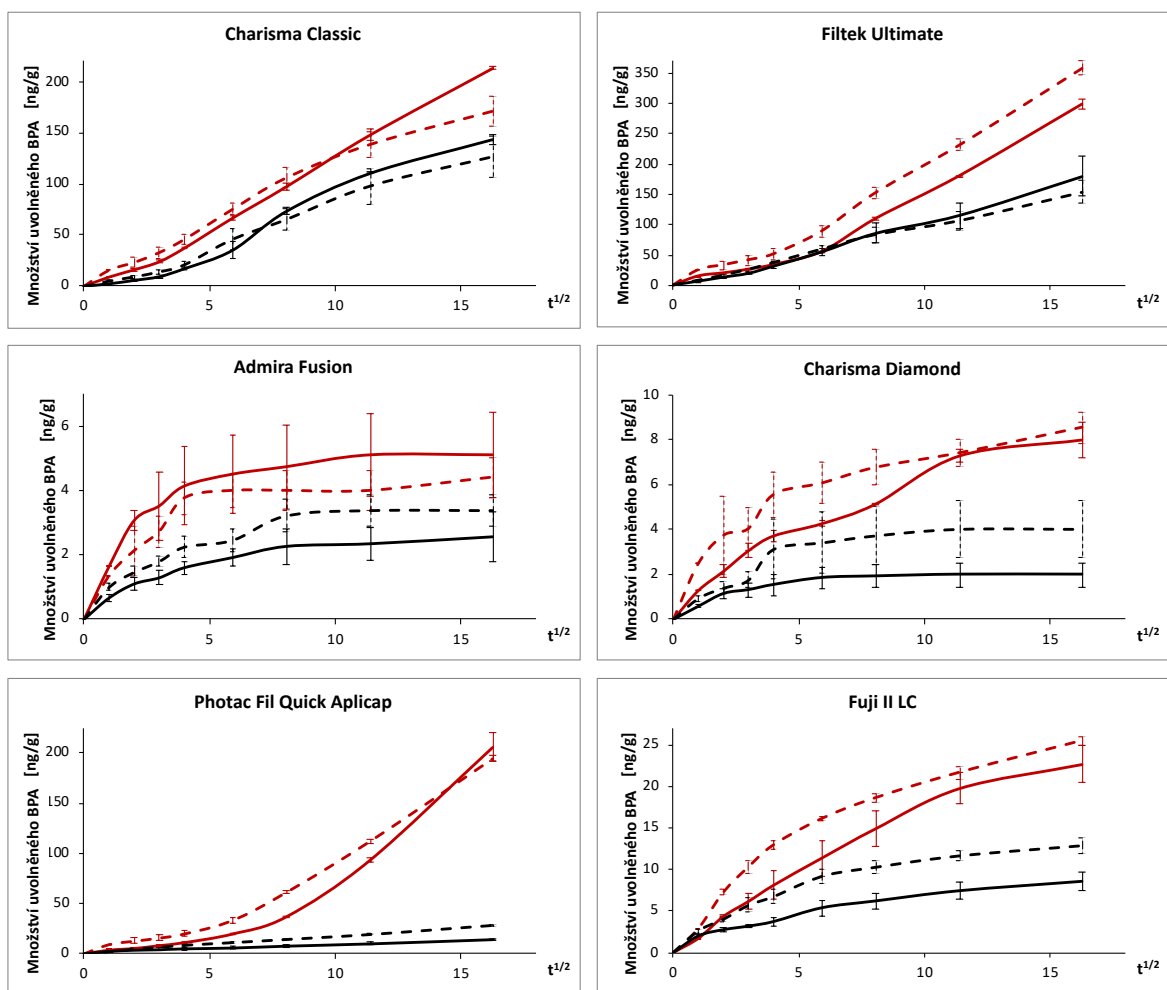 Charisma Classic
Množství uvolněného BPA [ng/g]
200
150
100
50
0
0 5 10 15 t1/2
Filtek Ultimate
Množství uvolněného BPA [ng/g]
350
300
250
200
150
100
50
0
0 5 10 15 t1/2
Admira Fusion
Množství uvolněného BPA [ng/g]
6
4
2
0
0 5 10 15 t1/2
Charisma Diamond
Množství uvolněného BPA [ng/g]
10
8
6
4
2
0
0 5 10 15 t1/2
Photac Fil Quick Aplicap
Množství uvolněného BPA [ng/g]
200
150
100
50
0
0 5 10 15 t1/2
Fuji II LC
Množství uvolněného BPA [ng/g]
25
20
15
10
5
0
0 5 10 15 t1/2